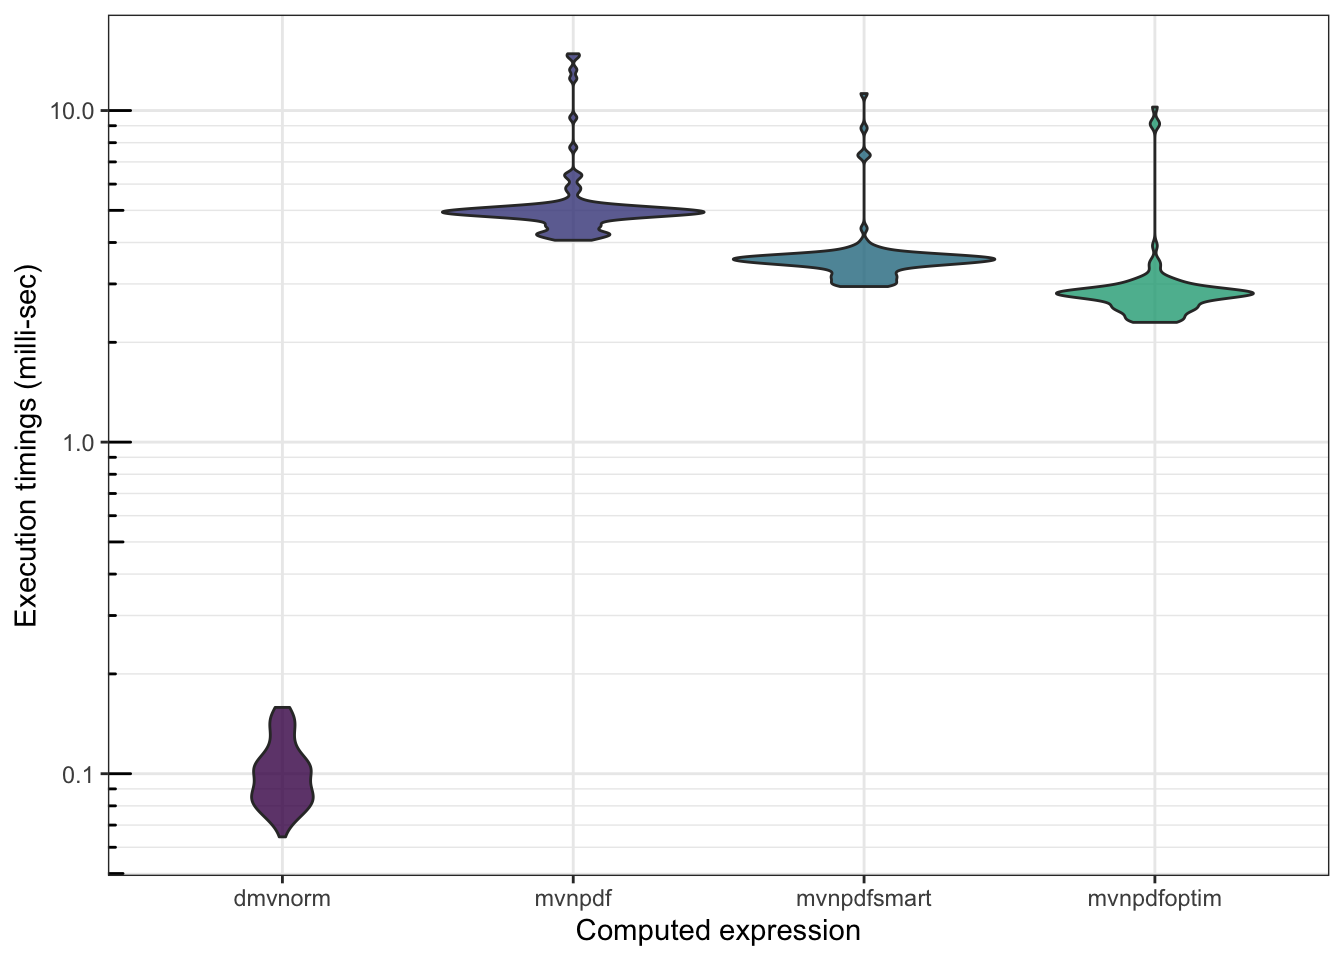 Execution timings (milli-sec)
10.0
1.0
0.1
dmvnorm
mvnpdf
mvnpdfsmart
mvnpdfoptim
Computed expression